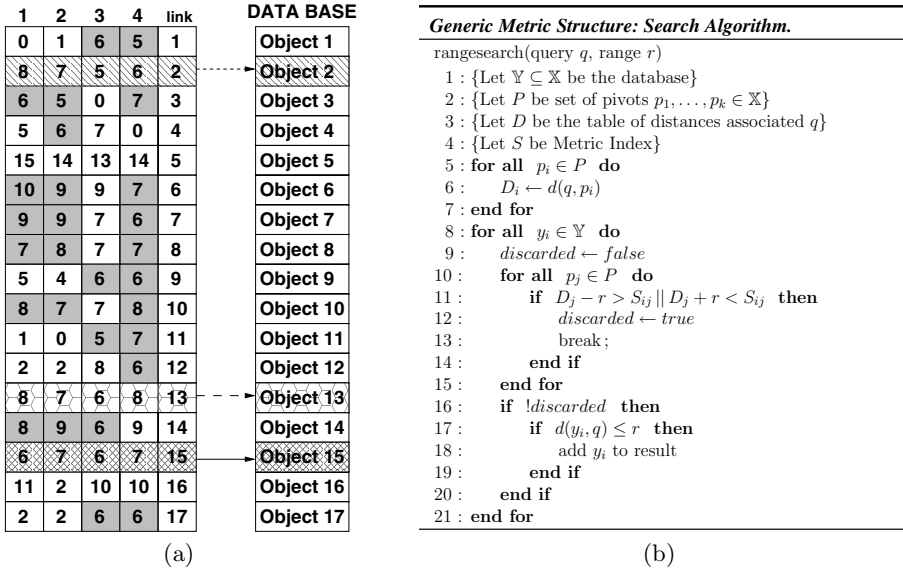 1 2 3 4 link
DATA BASE
0 1 6 5 1
Object 1
8 7 5 6 2
Object 2
6 5 0 7 3
Object 3
5 6 7 0 4
Object 4
15 14 13 14 5
Object 5
10 9 9 7 6
Object 6
9 9 7 6 7
Object 7
7 8 7 7 8
Object 8
5 4 6 6 9
Object 9
8 7 7 8 10
Object 10
1 0 5 7 11
Object 11
2 2 8 6 12
Object 12
8 7 6 8 13
Object 13
8 9 6 9 14
Object 14
6 7 6 7 15
Object 15
11 2 10 10 16
Object 16
2 2 6 6 17
Object 17
(a)
Generic Metric Structure: Search Algorithm.
rangesearch(query q, range r)
1 : {Let 𝕐 ⊆ 𝕏 be the database}
2 : {Let P be set of pivots p₁, . . . , pₖ ∈ 𝕏}
3 : {Let D be the table of distances associated q}
4 : {Let S be Metric Index}
5 : for all pᵢ ∈ P do
6 : Dᵢ ← d(q, pᵢ)
7 : end for
8 : for all yᵢ ∈ 𝕐 do
9 : discarded ← false
10 : for all pⱼ ∈ P do
11 : if Dⱼ − r > Sᵢⱼ || Dⱼ + r < Sᵢⱼ then
12 : discarded ← true
13 : break ;
14 : end if
15 : end for
16 : if !discarded then
17 : if d(yᵢ, q) ≤ r then
18 : add yᵢ to result
19 : end if
20 : end if
21 : end for
(b)